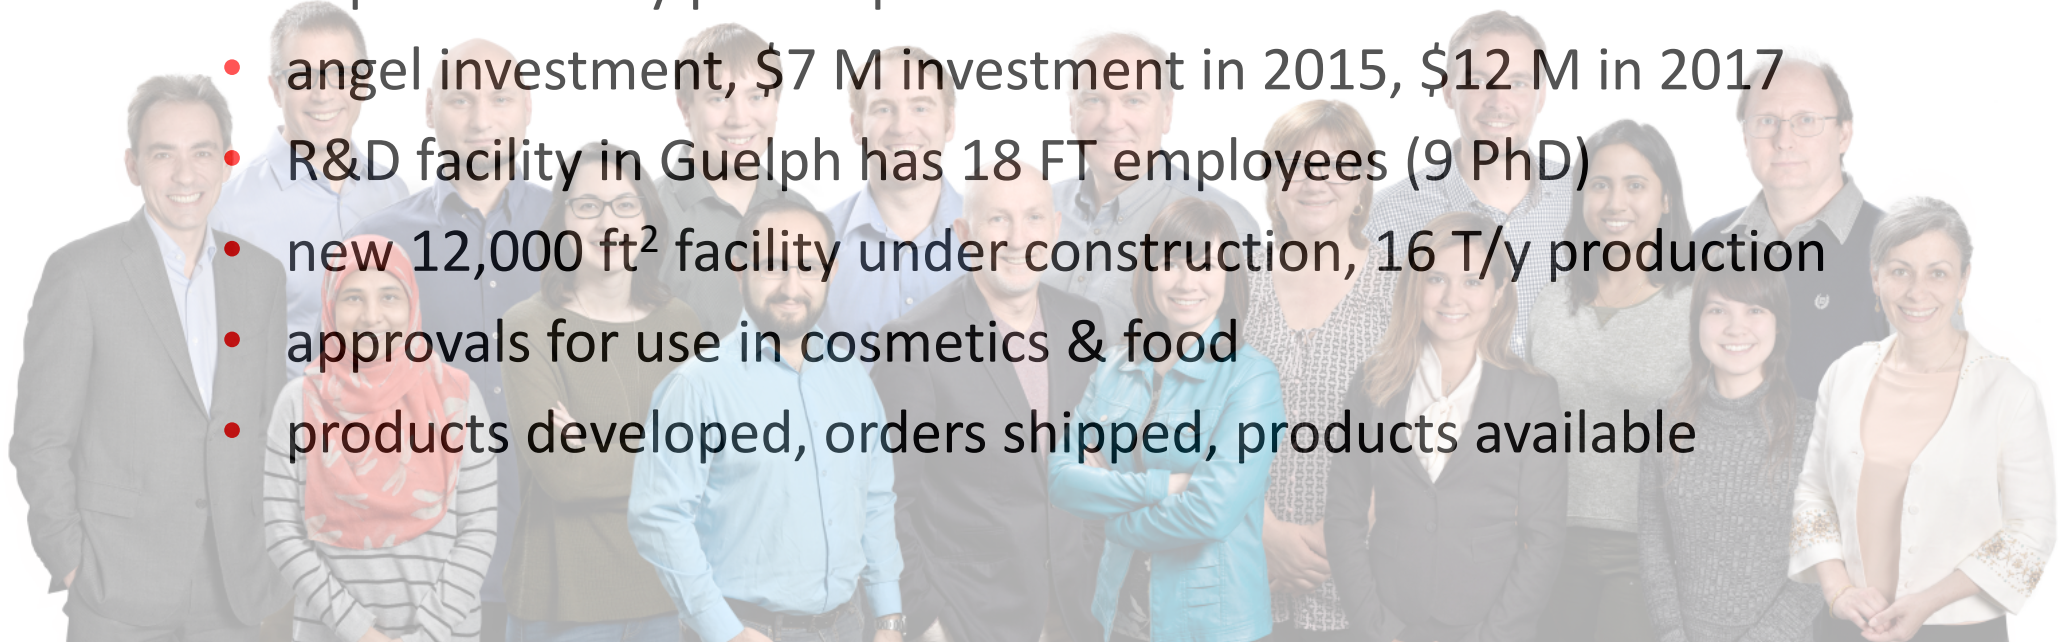 • angel investment, $7 M investment in 2015, $12 M in 2017
• R&D facility in Guelph has 18 FT employees (9 PhD)
• new 12,000 ft² facility under construction, 16 T/y production
• approvals for use in cosmetics & food
• products developed, orders shipped, products available